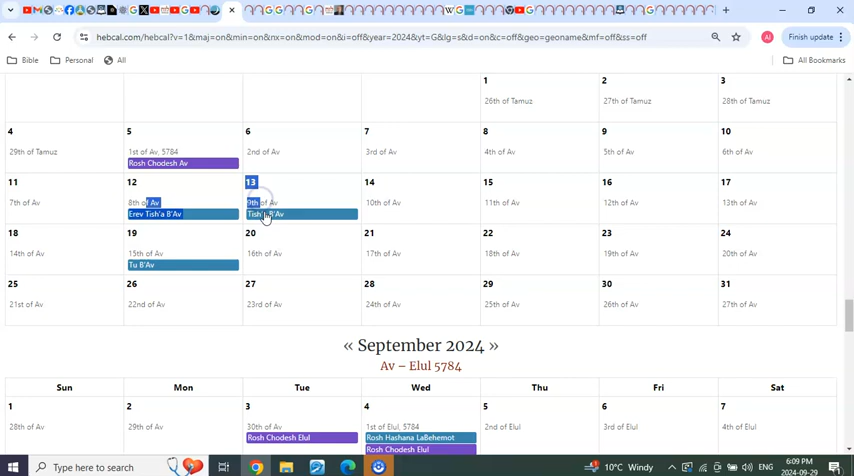 Finish update
hebcal.com/hebcal?v=1&maj=on&min=on&nx=on&mod=on&i=off&year=2024&yt=G&lg=s&d=on&c=off&geo=geoname&mf=off&ss=off
AI
Bible
Personal
All
All Bookmarks
1
2
3
26th of Tamuz
27th of Tamuz
28th of Tamuz
4
5
6
7
8
9
10
29th of Tamuz
1st of Av, 5784
2nd of Av
3rd of Av
4th of Av
5th of Av
6th of Av
Rosh Chodesh Av
11
12
13
14
15
16
17
7th of Av
8th of Av
9th of Av
10th of Av
11th of Av
12th of Av
13th of Av
Erev Tish'a B'Av
Tish'a B'Av
18
19
20
21
22
23
24
14th of Av
15th of Av
16th of Av
17th of Av
18th of Av
19th of Av
20th of Av
Tu B'Av
25
26
27
28
29
30
31
21st of Av
22nd of Av
23rd of Av
24th of Av
25th of Av
26th of Av
27th of Av
« September 2024 »
Av – Elul 5784
Sun
Mon
Tue
Wed
Thu
Fri
Sat
1
2
3
4
5
6
7
28th of Av
29th of Av
30th of Av
1st of Elul, 5784
2nd of Elul
3rd of Elul
4th of Elul
Rosh Chodesh Elul
Rosh Hashana LaBehemot
Rosh Chodesh Elul
Type here to search
10°C Windy
ENG
6:09 PM
2024-09-29